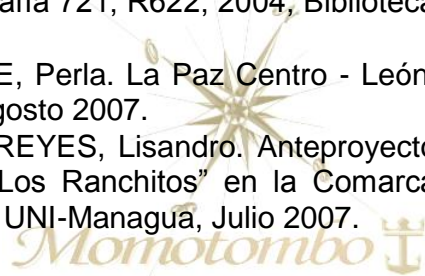 aña 721, R622, 2004, Biblioteca
E, Perla. La Paz Centro - León
gosto 2007.
REYES, Lisandro. Anteproyecto
Los Ranchitos” en la Comarca
UNI-Managua, Julio 2007.
Momotombo